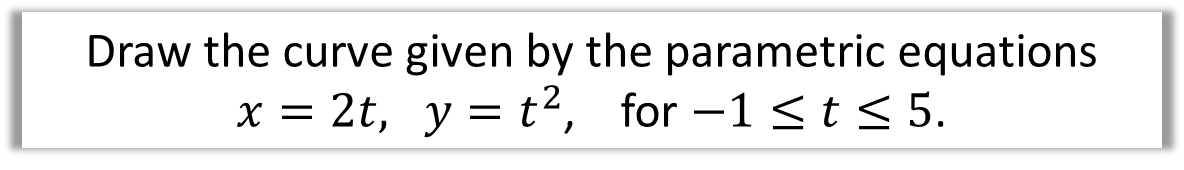 Draw the curve given by the parametric equations
x = 2t, y = t², for −1 ≤ t ≤ 5.